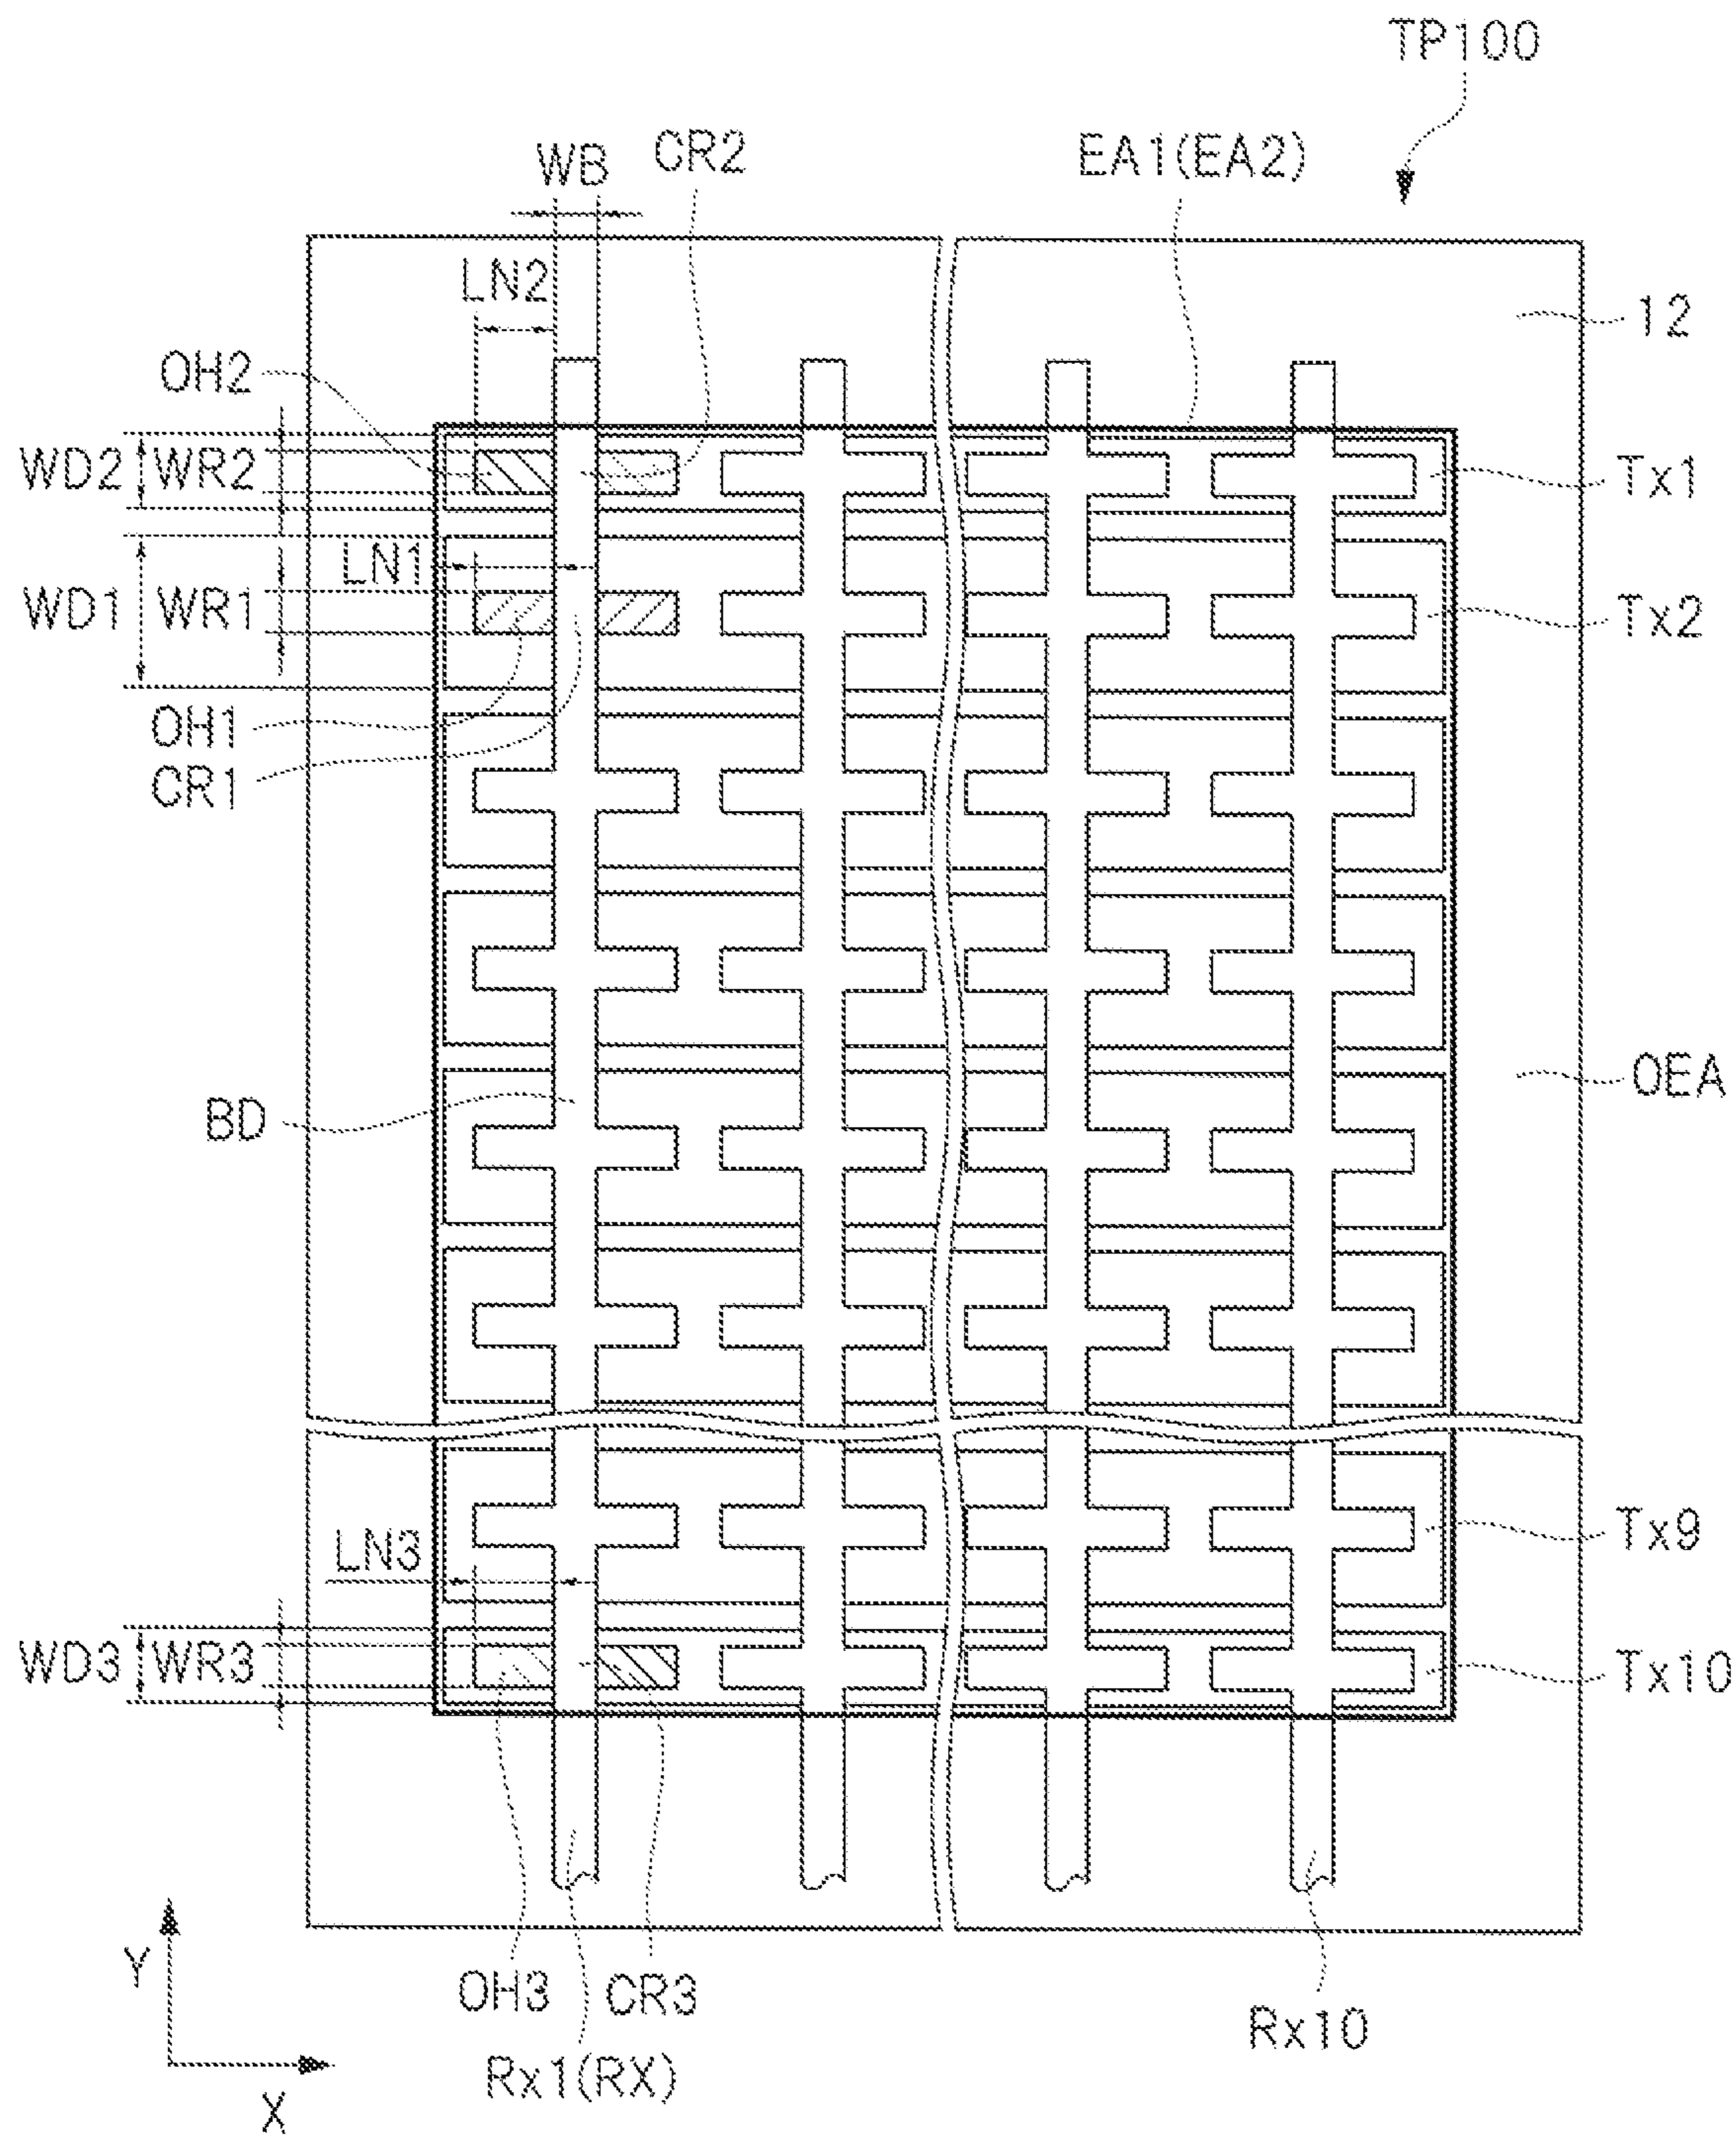 TP100
WB
CR2
EA1(EA2)
LN2
12
OH2
WD2
WR2
Tx1
LN1
WD1
WR1
Tx2
OH1
CR1
OEA
BD
Tx9
LN3
WD3
WR3
Tx10
OH3
CR3
Y
Rx10
Rx1(RX)
X